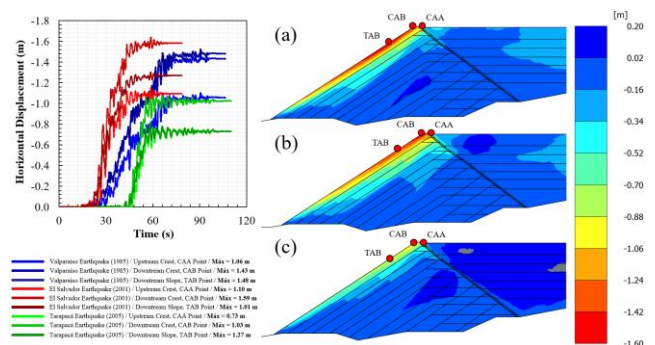 Horizontal Displacement (m)
-1.8
-1.6
-1.4
-1.2
-1.0
-0.8
-0.6
-0.4
-0.2
0.0
0
30
60
90
120
Time (s)
Valparaíso Earthquake (1985) / Upstream Crest, CAA Point / Máx = 1.06 m
Valparaíso Earthquake (1985) / Downstream Crest, CAB Point / Máx = 1.43 m
Valparaíso Earthquake (1985) / Downstream Slope, TAB Point / Máx = 1.48 m
El Salvador Earthquake (2001) / Upstream Crest, CAA Point / Máx = 1.10 m
El Salvador Earthquake (2001) / Downstream Crest, CAB Point / Máx = 1.59 m
El Salvador Earthquake (2001) / Downstream Slope, TAB Point / Máx = 1.01 m
Tarapacá Earthquake (2005) / Upstream Crest, CAA Point / Máx = 0.73 m
Tarapacá Earthquake (2005) / Downstream Crest, CAB Point / Máx = 1.03 m
Tarapacá Earthquake (2005) / Downstream Slope, TAB Point / Máx = 1.27 m
(a)
CAB CAA
TAB
(b)
CAB CAA
TAB
(c)
CAB CAA
TAB
[m]
0.20
0.02
-0.16
-0.34
-0.52
-0.70
-0.88
-1.06
-1.24
-1.42
-1.60